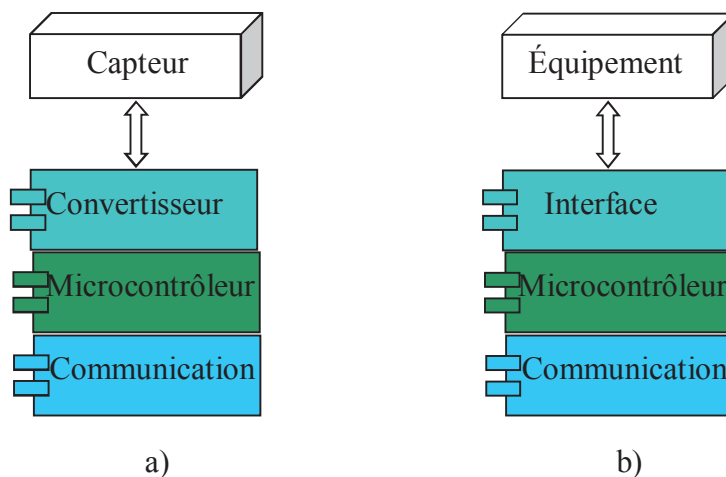 Capteur
Convertisseur
Microcontrôleur
Communication
a)
Équipement
Interface
Microcontrôleur
Communication
b)